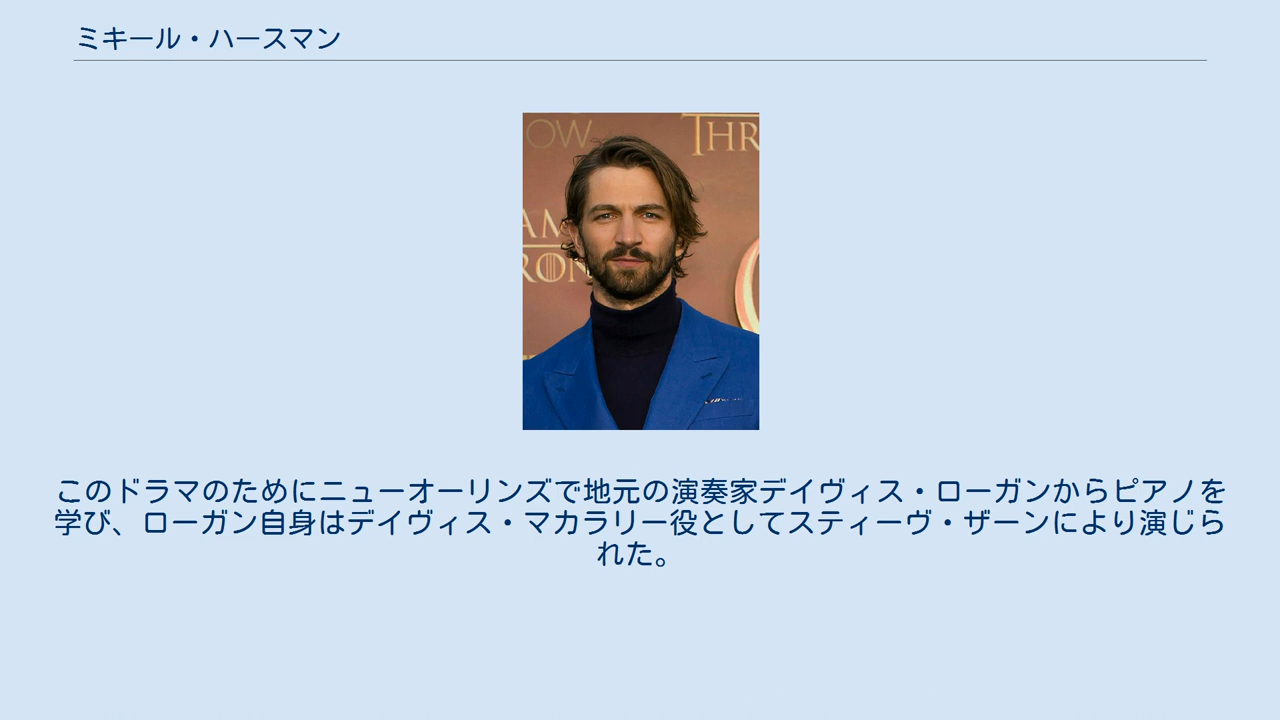 ミキール・ハースマン
OW
THR
AM
RON
このドラマのためにニューオーリンズで地元の演奏家デイヴィス・ローガンからピアノを
学び、ローガン自身はデイヴィス・マカラリー役としてスティーヴ・ザーンにより演じら
れた。